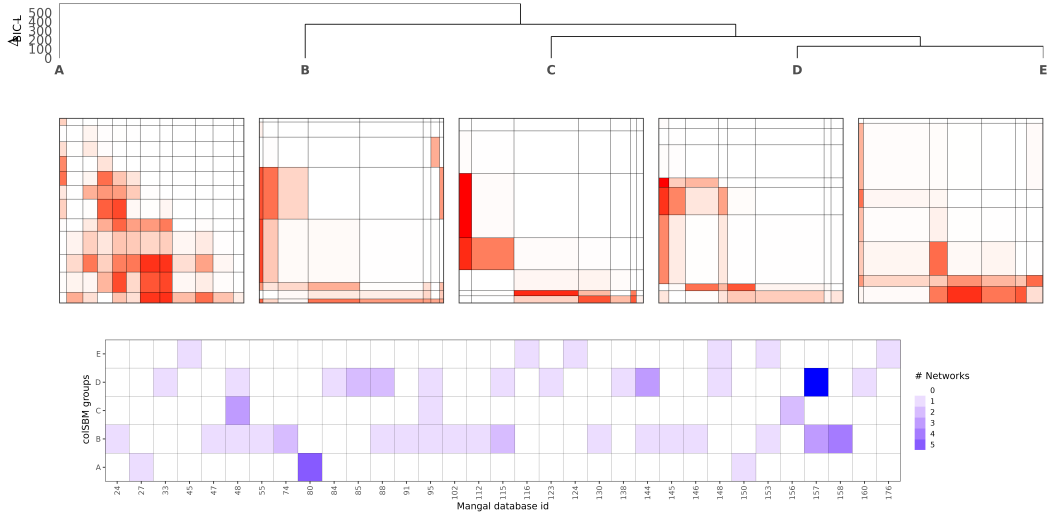 ΔBIC-L
500
400
300
200
100
0
A B C D E
colSBM groups
E
D
C
B
A
24 27 33 45 47 48 55 74 80 84 85 88 91 95 102 112 115 116 123 124 130 138 144 145 146 148 150 153 156 157 158 160 176
Mangal database id
# Networks
0
1
2
3
4
5